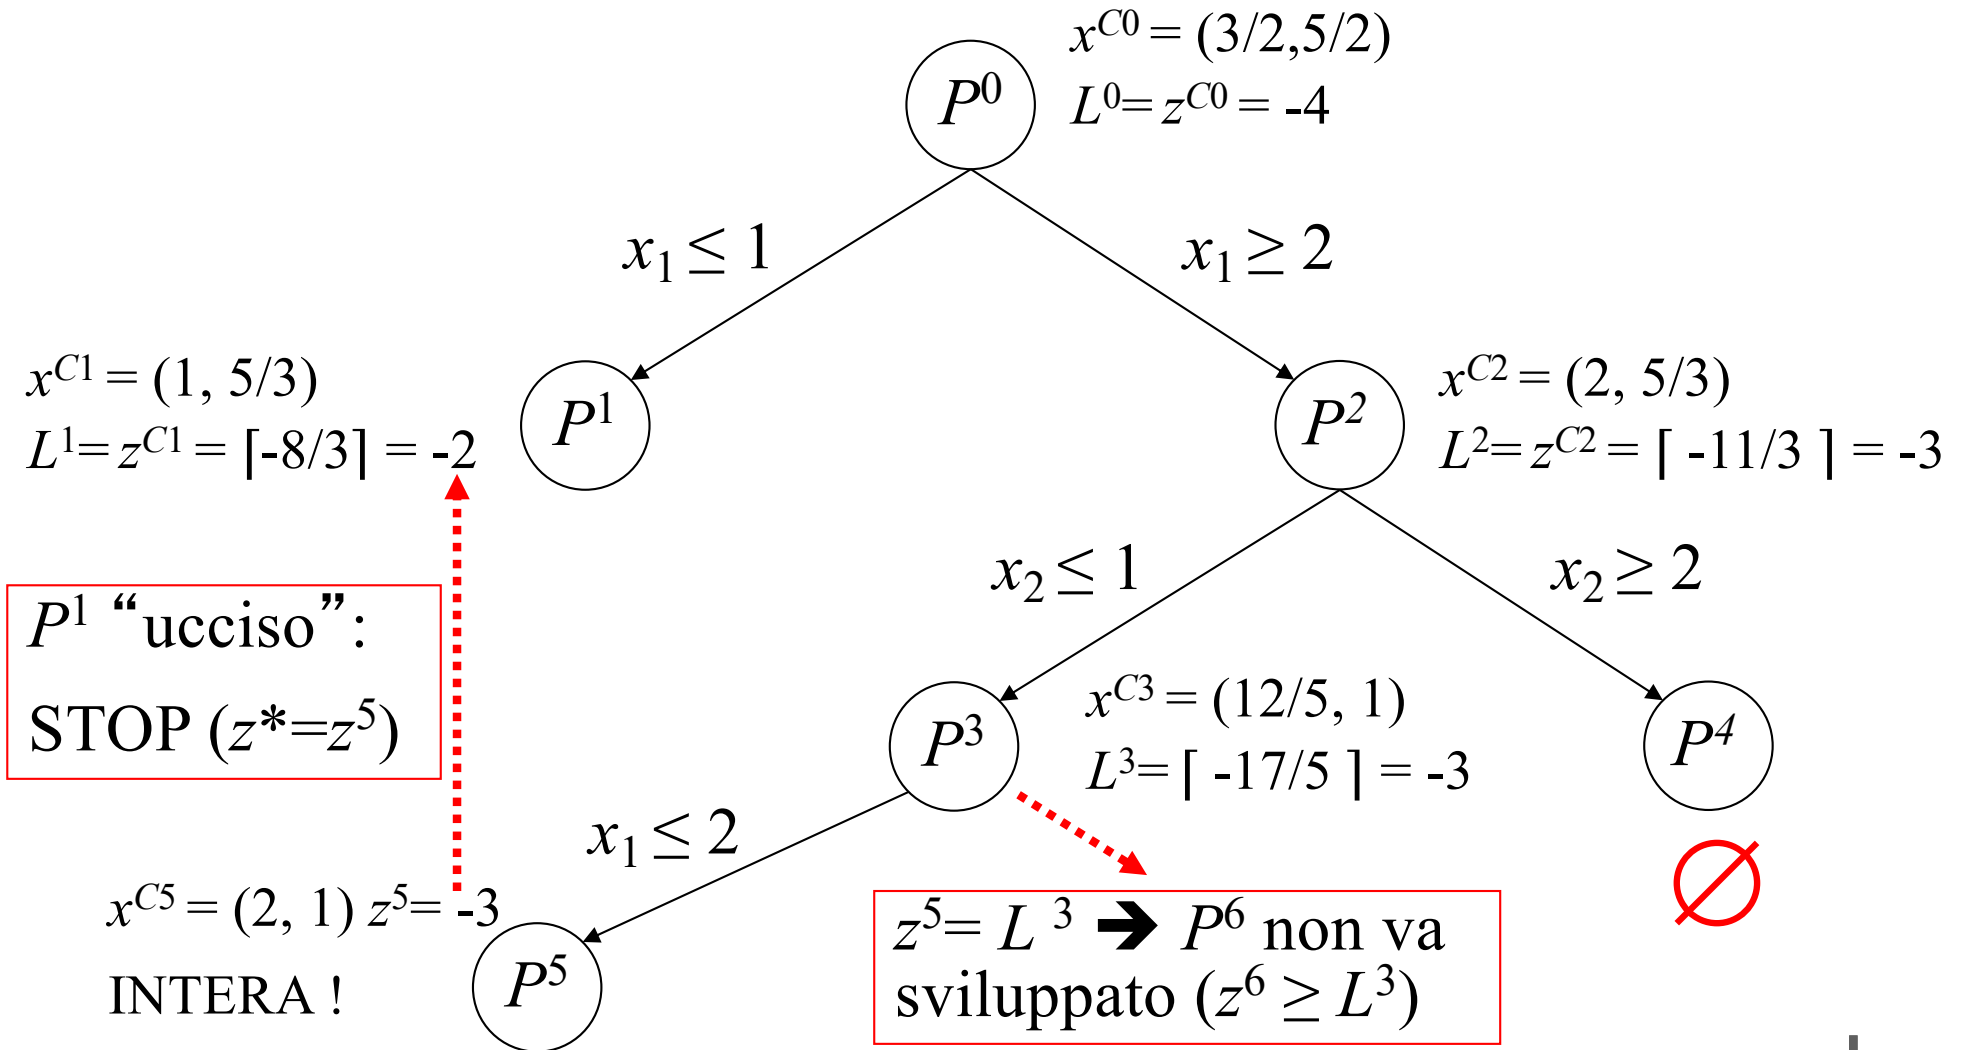 x^C0 = (3/2,5/2)
P^0
L^0= z^C0 = -4
x_1 ≤ 1
x_1 ≥ 2
x^C1 = (1, 5/3)
L^1= z^C1 = ⌈-8/3⌉ = -2
P^1
P^2
x^C2 = (2, 5/3)
L^2= z^C2 = ⌈ -11/3 ⌉ = -3
x_2 ≤ 1
x_2 ≥ 2
P^1 “ucciso”:
STOP (z*=z^5)
P^3
x^C3 = (12/5, 1)
L^3= ⌈ -17/5 ⌉ = -3
P^4
∅
x_1 ≤ 2
x^C5 = (2, 1) z^5= -3
INTERA !
P^5
z^5= L ^3 ➔ P^6 non va
sviluppato (z^6 ≥ L^3)